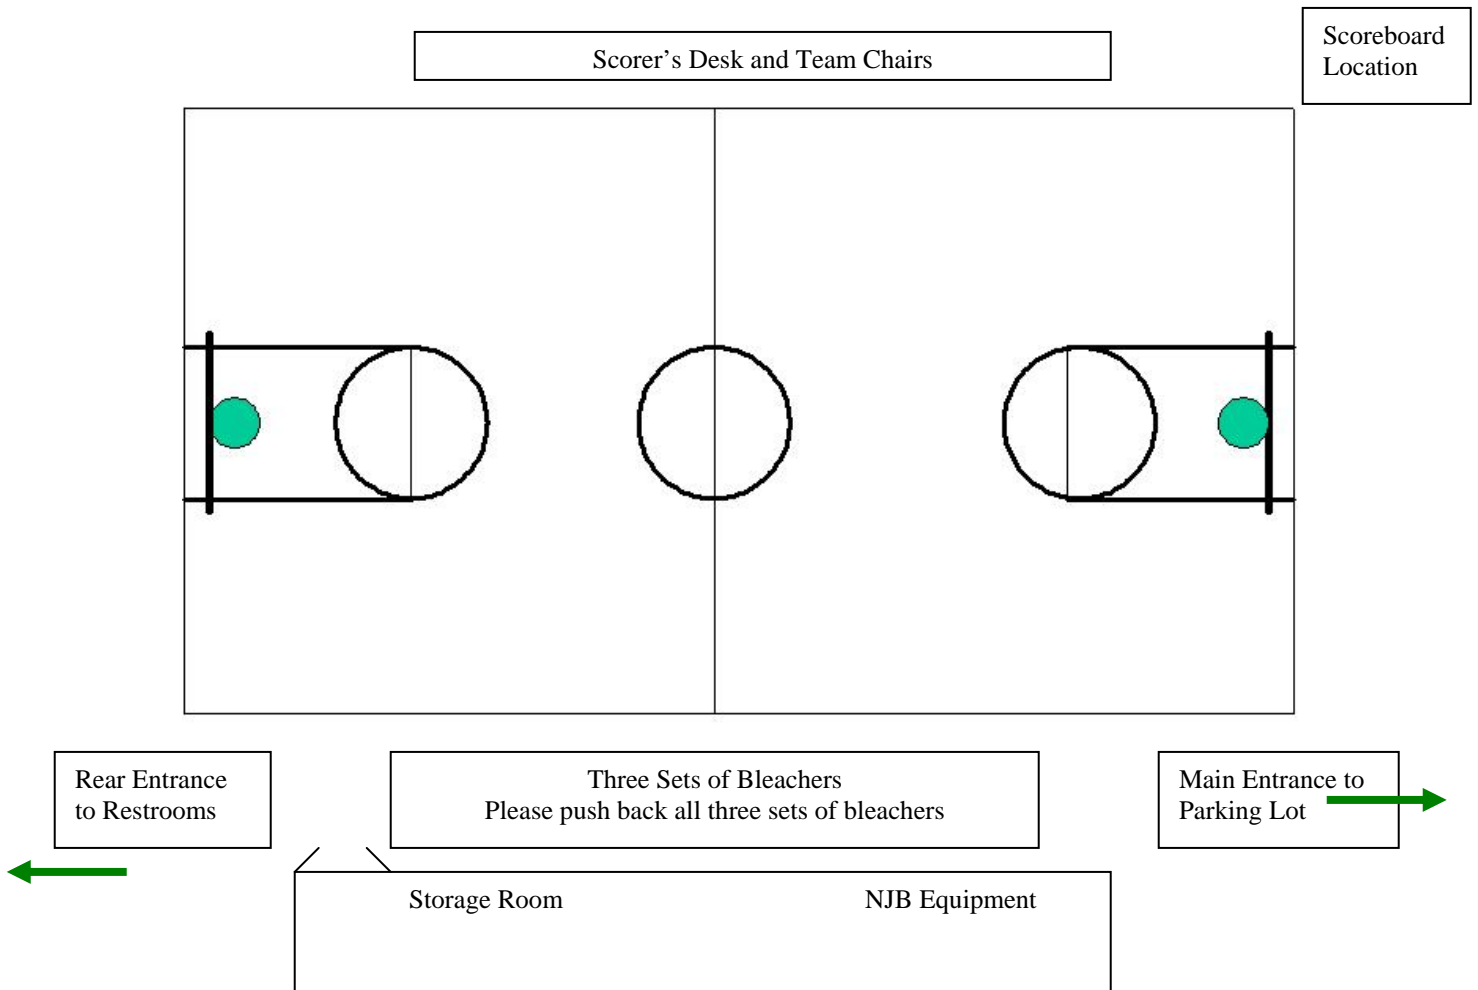 Scorer’s Desk and Team Chairs
Scoreboard
Location
Rear Entrance
to Restrooms
Three Sets of Bleachers
Please push back all three sets of bleachers
Main Entrance to
Parking Lot
Storage Room
NJB Equipment